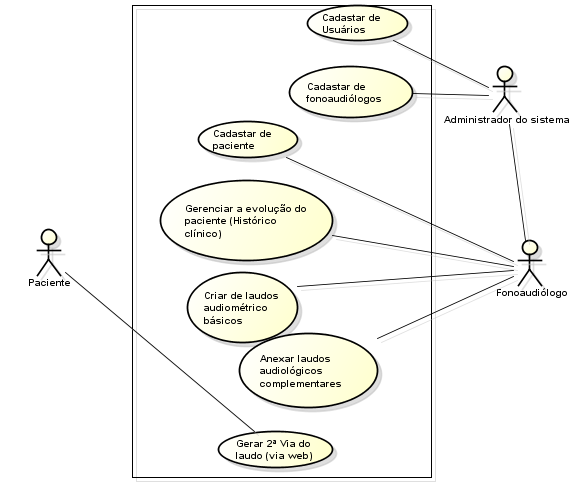 Cadastar de
Usuários
Cadastar de
fonoaudiólogos
Administrador do sistema
Cadastar de
paciente
Gerenciar a evolução do
paciente (Histórico
clínico)
Paciente
Fonoaudiólogo
Criar de laudos
audiométrico
básicos
Anexar laudos
audiológicos
complementares
Gerar 2ª Via do
laudo (via web)